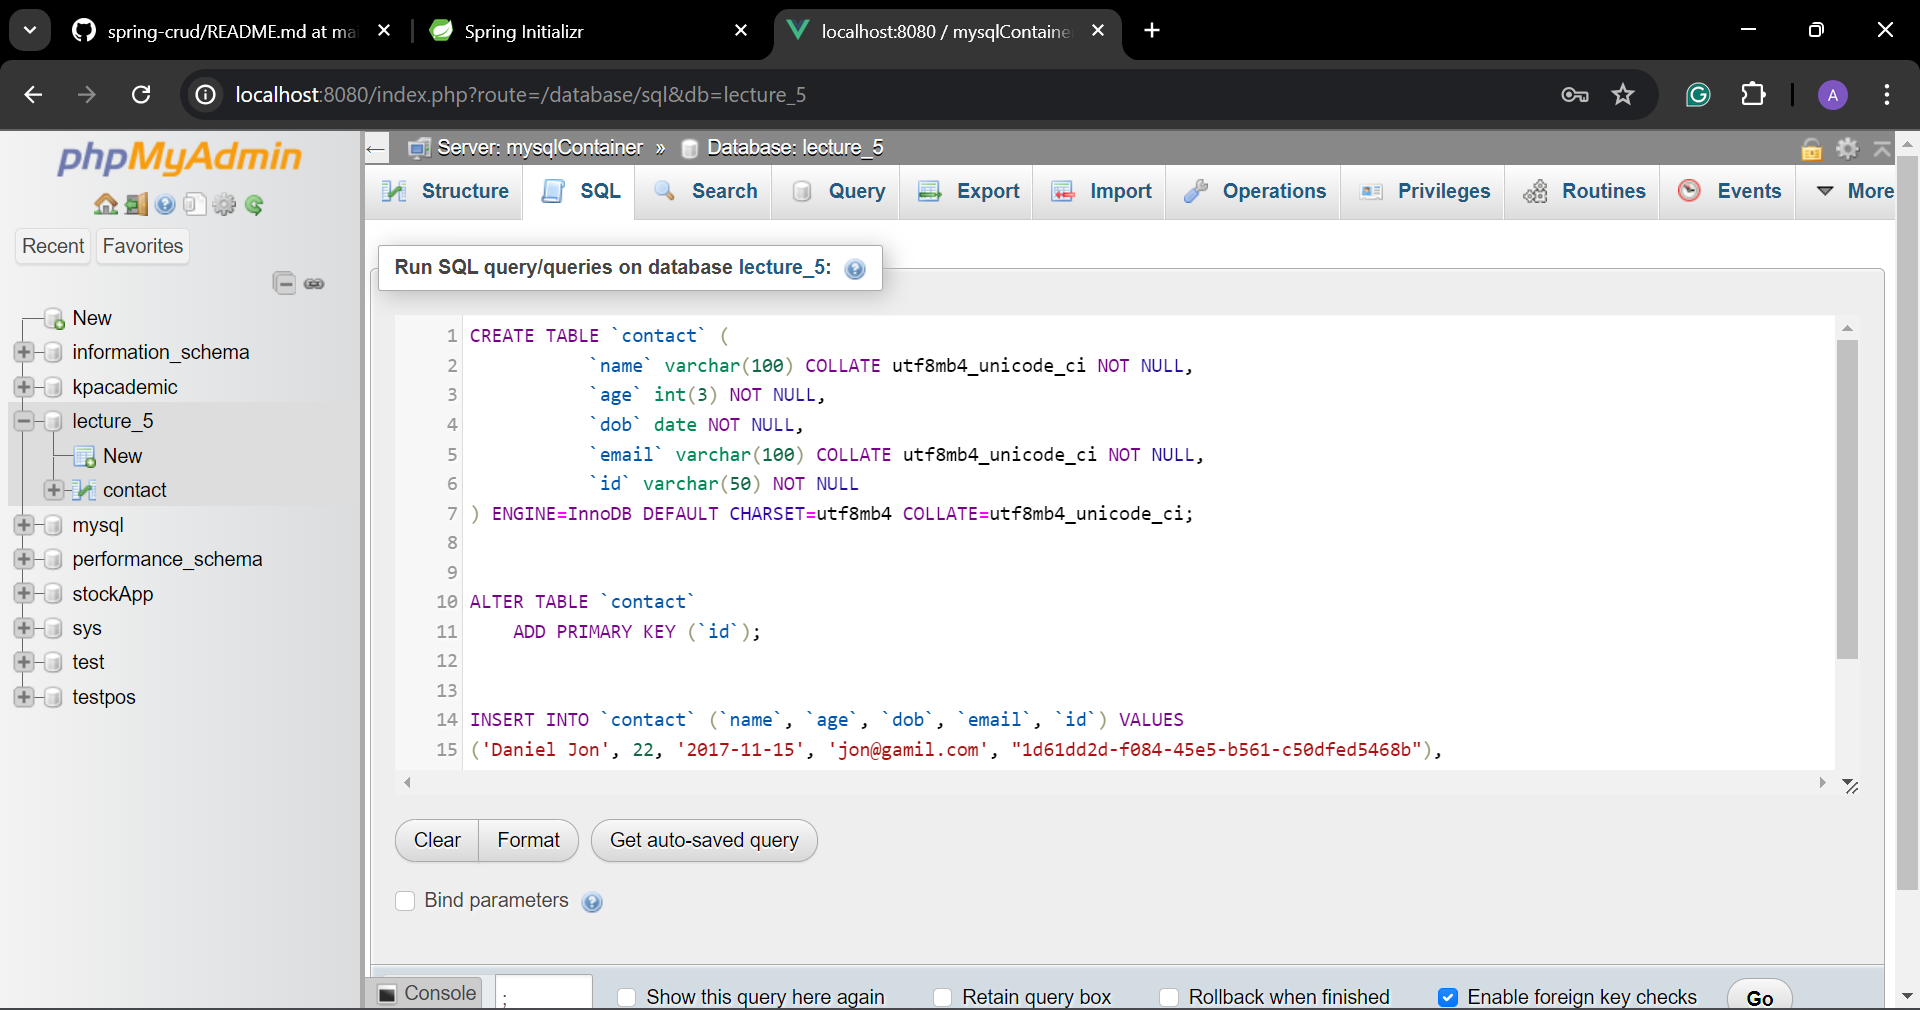 spring-crud/README.md at ma
Spring Initializr
localhost:8080 / mysqlContaine
localhost:8080/index.php?route=/database/sql&db=lecture_5
A
phpMyAdmin
Server: mysqlContainer » Database: lecture_5
Structure SQL Search Query Export Import Operations Privileges Routines Events More
Recent Favorites
New
information_schema
kpacademic
lecture_5
New
contact
mysql
performance_schema
stockApp
sys
test
testpos
Run SQL query/queries on database lecture_5:
1 CREATE TABLE `contact` (
2 `name` varchar(100) COLLATE utf8mb4_unicode_ci NOT NULL,
3 `age` int(3) NOT NULL,
4 `dob` date NOT NULL,
5 `email` varchar(100) COLLATE utf8mb4_unicode_ci NOT NULL,
6 `id` varchar(50) NOT NULL
7 ) ENGINE=InnoDB DEFAULT CHARSET=utf8mb4 COLLATE=utf8mb4_unicode_ci;
8
9
10 ALTER TABLE `contact`
11 ADD PRIMARY KEY (`id`);
12
13
14 INSERT INTO `contact` (`name`, `age`, `dob`, `email`, `id`) VALUES
15 ('Daniel Jon', 22, '2017-11-15', 'jon@gamil.com', "1d61dd2d-f084-45e5-b561-c50dfed5468b"),
Clear Format Get auto-saved query
Bind parameters
Console ; Show this query here again Retain query box Rollback when finished Enable foreign key checks Go